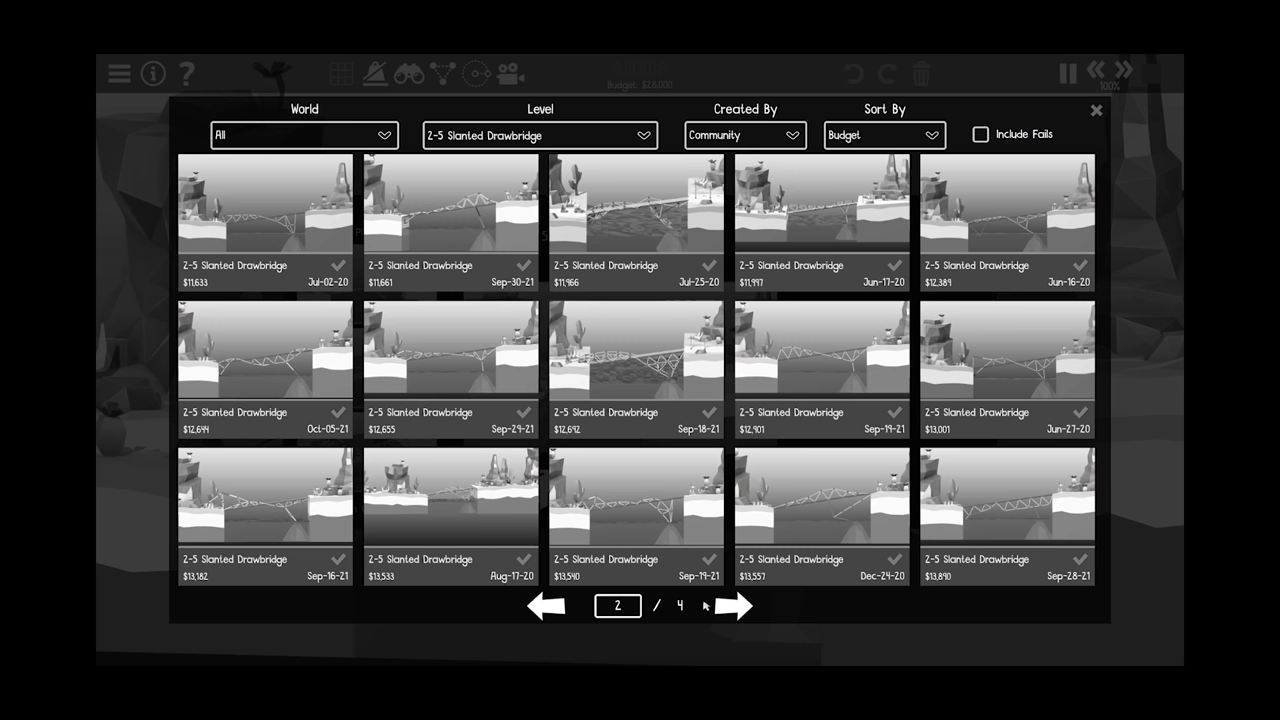 Budget: $28,000
100%
World
Level
Created By
Sort By
All
2-5 Slanted Drawbridge
Community
Budget
Include Fails
2-5 Slanted Drawbridge
$11,633 Jul-02-20
2-5 Slanted Drawbridge
$11,661 Sep-30-21
2-5 Slanted Drawbridge
$11,966 Jul-25-20
2-5 Slanted Drawbridge
$11,997 Jun-17-20
2-5 Slanted Drawbridge
$12,389 Jun-16-20
2-5 Slanted Drawbridge
$12,644 Oct-05-21
2-5 Slanted Drawbridge
$12,655 Sep-29-21
2-5 Slanted Drawbridge
$12,692 Sep-18-21
2-5 Slanted Drawbridge
$12,901 Sep-19-21
2-5 Slanted Drawbridge
$13,001 Jun-27-20
2-5 Slanted Drawbridge
$13,182 Sep-16-21
2-5 Slanted Drawbridge
$13,533 Aug-17-20
2-5 Slanted Drawbridge
$13,540 Sep-19-21
2-5 Slanted Drawbridge
$13,557 Dec-24-20
2-5 Slanted Drawbridge
$13,890 Sep-28-21
2 / 4